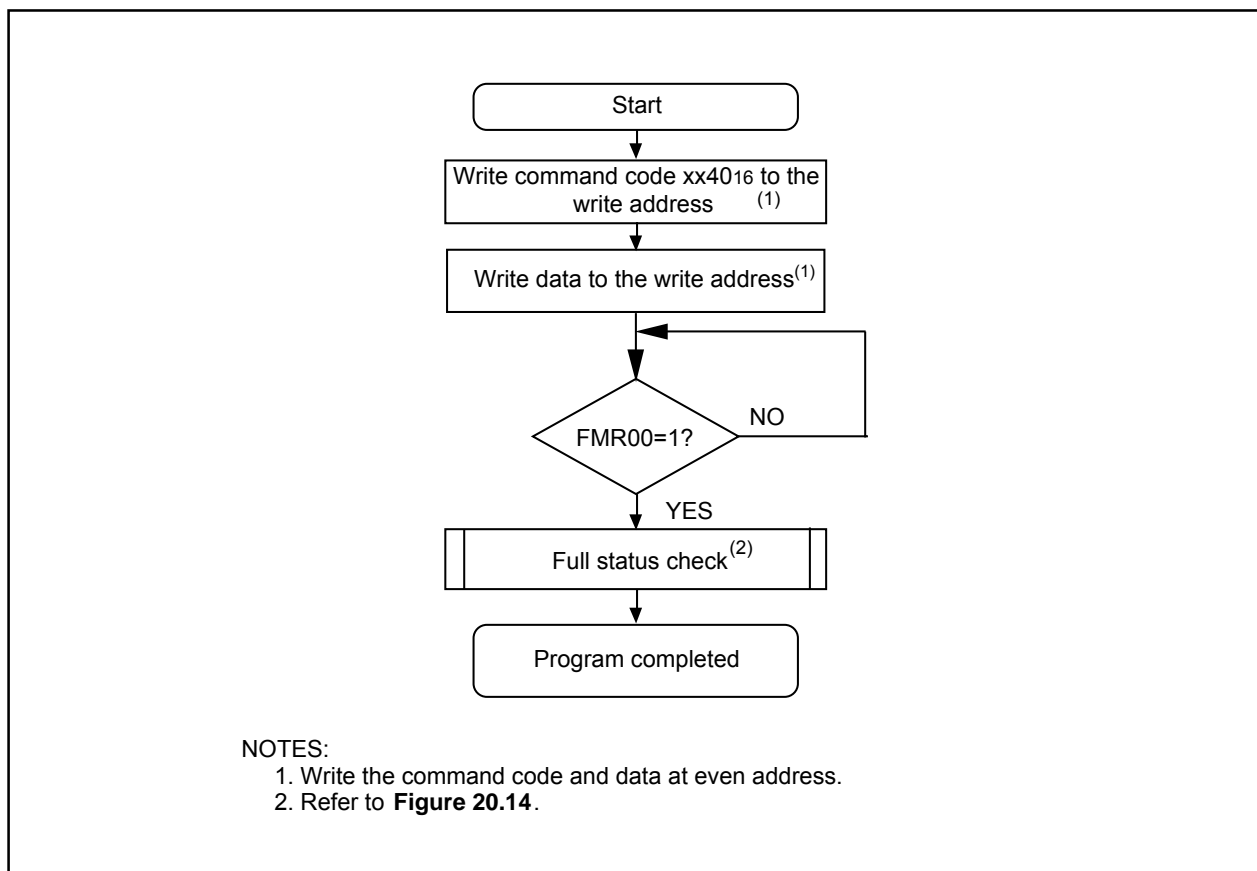 Start
Write command code xx4016 to the
write address (1)
Write data to the write address(1)
FMR00=1?
NO
YES
Full status check(2)
Program completed
NOTES:
1. Write the command code and data at even address.
2. Refer to Figure 20.14.